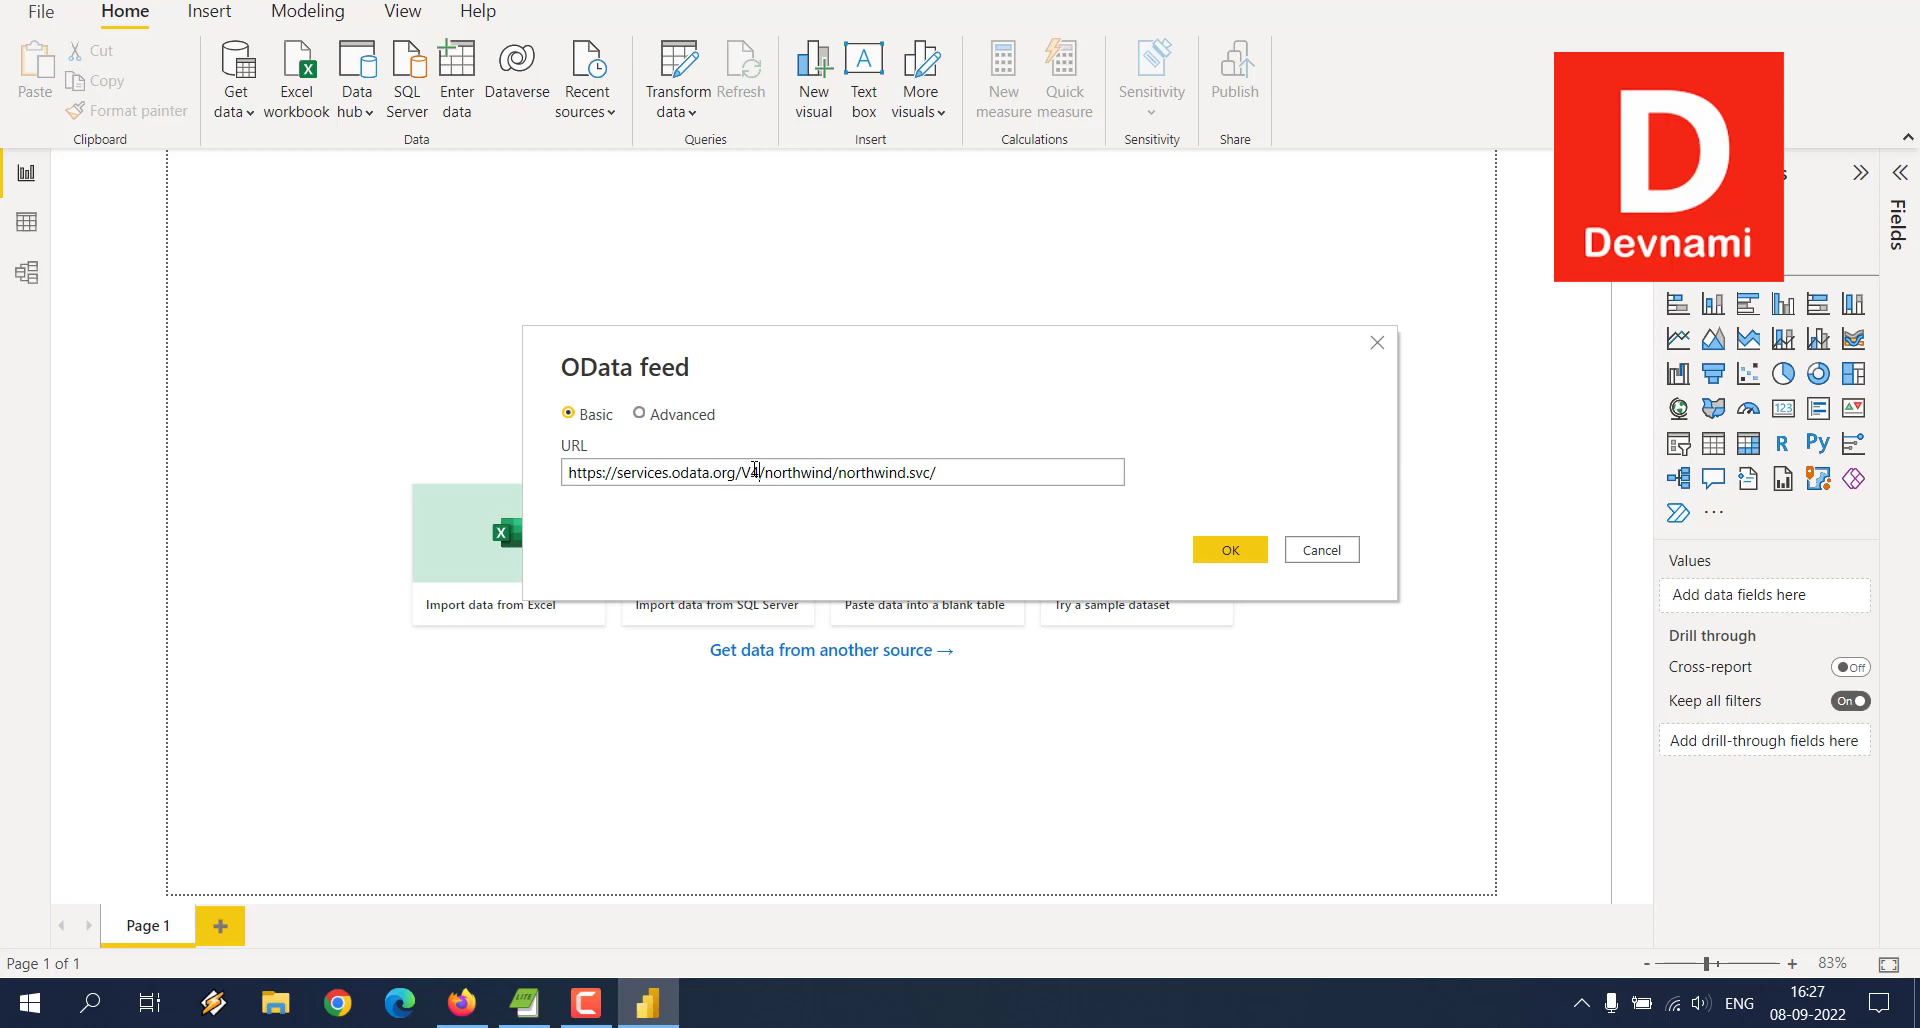 File Home Insert Modeling View Help
Paste
Cut
Copy
Format painter
Clipboard
Get data
Excel workbook
Data hub
SQL Server
Enter data
Dataverse
Recent sources
Data
Transform data
Refresh
Queries
New visual
Text box
More visuals
Insert
New measure
Quick measure
Calculations
Sensitivity
Sensitivity
Publish
Share
D
Devnami
Fields
OData feed
Basic Advanced
URL
https://services.odata.org/V4/northwind/northwind.svc/
OK Cancel
Import data from Excel
Import data from SQL Server
Paste data into a blank table
Try a sample dataset
Get data from another source →
123
R
Py
Values
Add data fields here
Drill through
Cross-report Off
Keep all filters On
Add drill-through fields here
Page 1
Page 1 of 1
- + 83%
LITE
ENG
16:27
08-09-2022